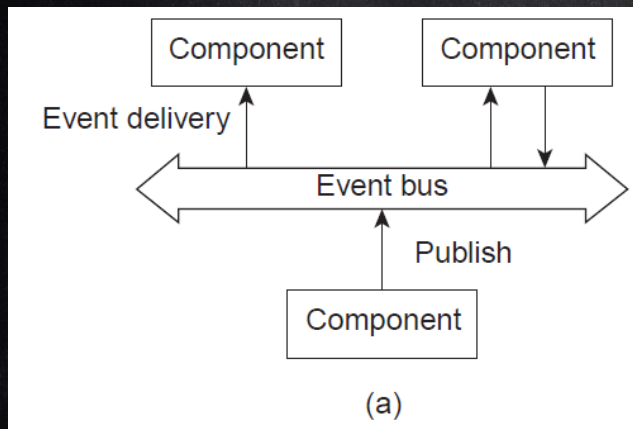 Component
Component
Event delivery
Event bus
Publish
Component
(a)